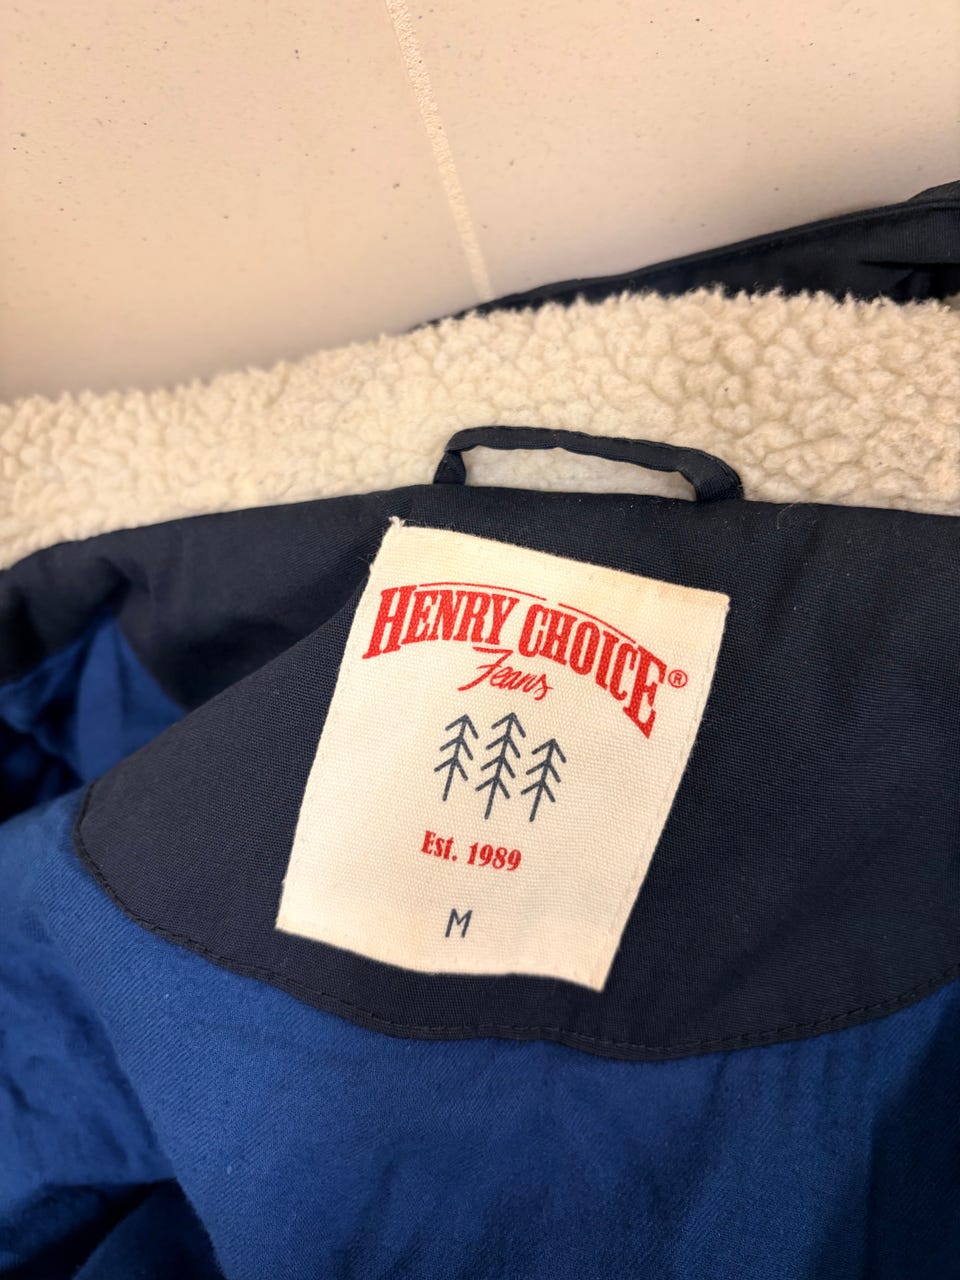 HENRY CHOICE®
Jeans
Est. 1989
M